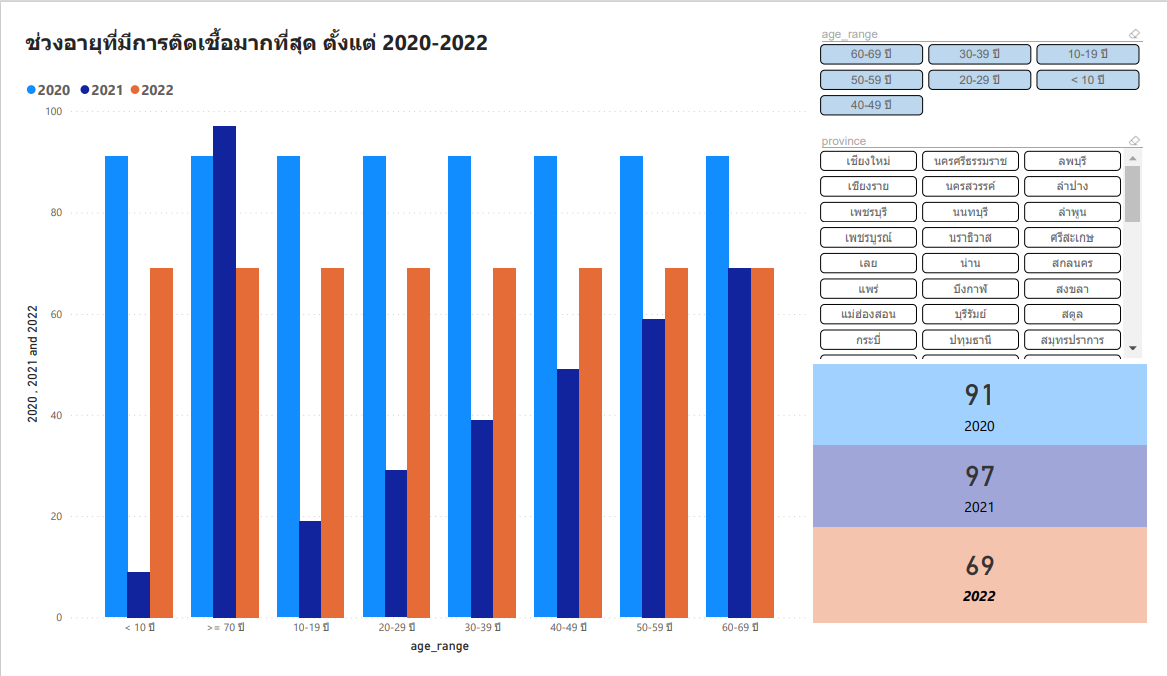 ช่วงอายุที่มีการติดเชื้อมากที่สุด ตั้งแต่ 2020-2022
2020 2021 2022
100
80
60
40
20
0
2020 , 2021 and 2022
< 10 ปี >= 70 ปี 10-19 ปี 20-29 ปี 30-39 ปี 40-49 ปี 50-59 ปี 60-69 ปี
age_range
age_range
60-69 ปี 30-39 ปี 10-19 ปี
50-59 ปี 20-29 ปี < 10 ปี
40-49 ปี
province
เชียงใหม่ นครศรีธรรมราช ลพบุรี
เชียงราย นครสวรรค์ ลำปาง
เพชรบุรี นนทบุรี ลำพูน
เพชรบูรณ์ นราธิวาส ศรีสะเกษ
เลย น่าน สกลนคร
แพร่ บึงกาฬ สงขลา
แม่ฮ่องสอน บุรีรัมย์ สตูล
กระบี่ ปทุมธานี สมุทรปราการ
91
2020
97
2021
69
2022